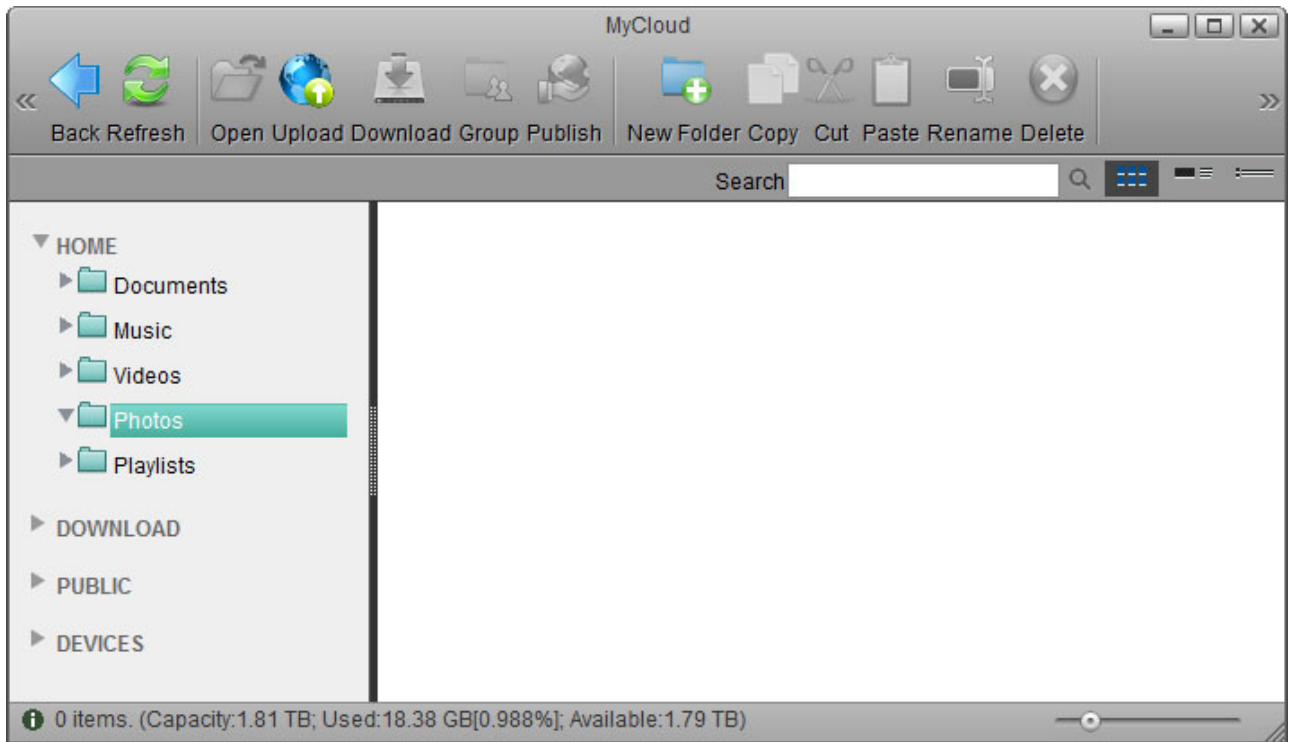 MyCloud
Back Refresh Open Upload Download Group Publish New Folder Copy Cut Paste Rename Delete
Search
HOME
Documents
Music
Videos
Photos
Playlists
DOWNLOAD
PUBLIC
DEVICES
0 items. (Capacity:1.81 TB; Used:18.38 GB[0.988%]; Available:1.79 TB)